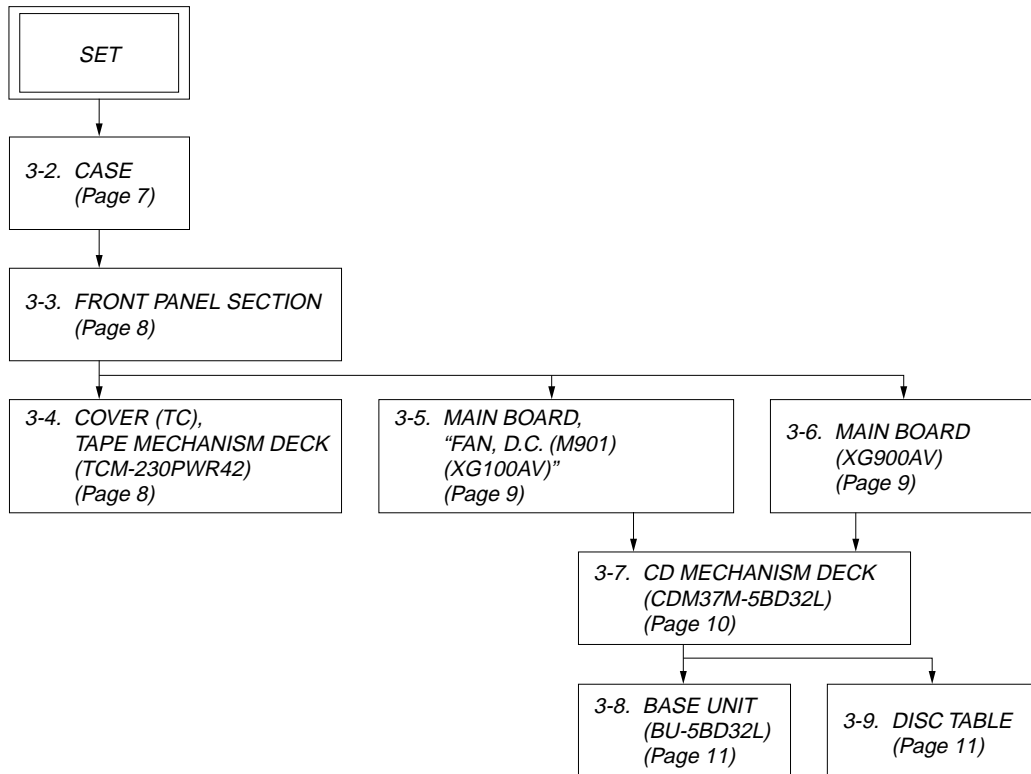 SET
3-2. CASE
(Page 7)
3-3. FRONT PANEL SECTION
(Page 8)
3-4. COVER (TC),
TAPE MECHANISM DECK
(TCM-230PWR42)
(Page 8)
3-5. MAIN BOARD,
“FAN, D.C. (M901)
(XG100AV)”
(Page 9)
3-6. MAIN BOARD
(XG900AV)
(Page 9)
3-7. CD MECHANISM DECK
(CDM37M-5BD32L)
(Page 10)
3-8. BASE UNIT
(BU-5BD32L)
(Page 11)
3-9. DISC TABLE
(Page 11)